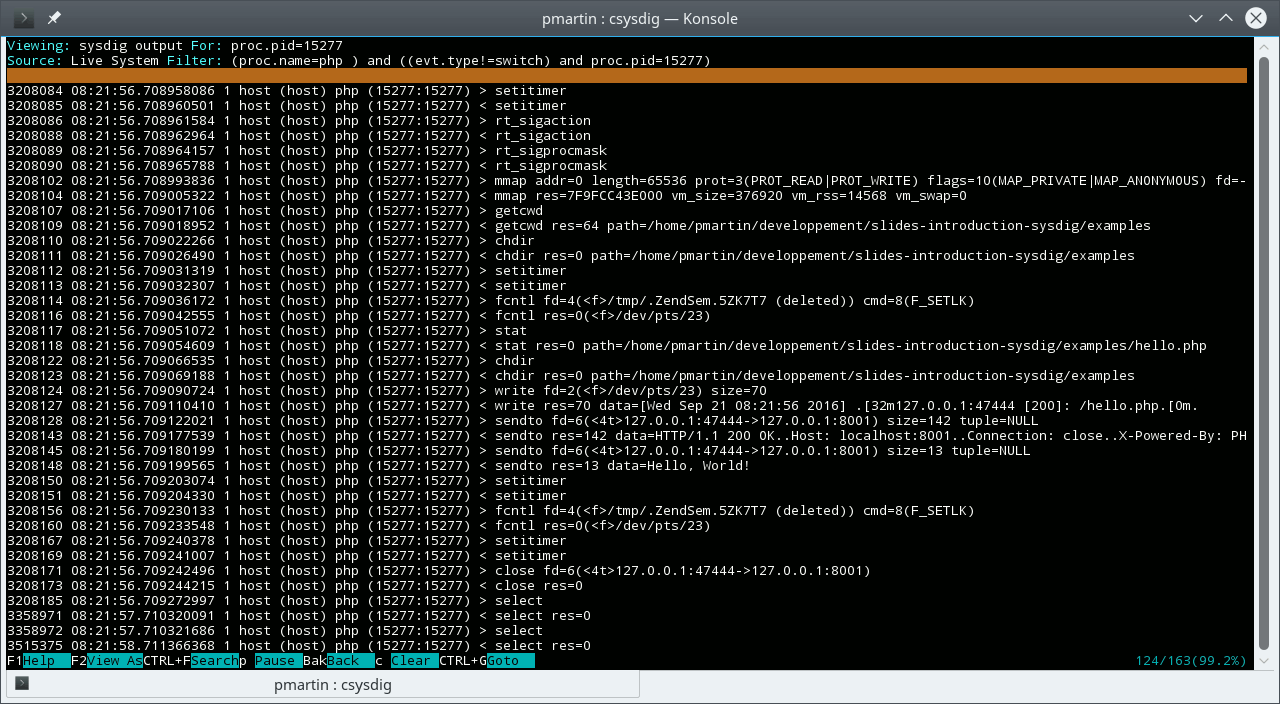 pmartin : csysdig — Konsole
Viewing: sysdig output For: proc.pid=15277
Source: Live System Filter: (proc.name=php ) and ((evt.type!=switch) and proc.pid=15277)
3208084 08:21:56.708958086 1 host (host) php (15277:15277) > setitimer
3208085 08:21:56.708960501 1 host (host) php (15277:15277) < setitimer
3208086 08:21:56.708961584 1 host (host) php (15277:15277) > rt_sigaction
3208088 08:21:56.708962964 1 host (host) php (15277:15277) < rt_sigaction
3208089 08:21:56.708964157 1 host (host) php (15277:15277) > rt_sigprocmask
3208090 08:21:56.708965788 1 host (host) php (15277:15277) < rt_sigprocmask
3208102 08:21:56.708993836 1 host (host) php (15277:15277) > mmap addr=0 length=65536 prot=3(PROT_READ|PROT_WRITE) flags=10(MAP_PRIVATE|MAP_ANONYMOUS) fd=-
3208104 08:21:56.709005322 1 host (host) php (15277:15277) < mmap res=7F9FCC43E000 vm_size=376920 vm_rss=14568 vm_swap=0
3208107 08:21:56.709017106 1 host (host) php (15277:15277) > getcwd
3208109 08:21:56.709018952 1 host (host) php (15277:15277) < getcwd res=64 path=/home/pmartin/developpement/slides-introduction-sysdig/examples
3208110 08:21:56.709022266 1 host (host) php (15277:15277) > chdir
3208111 08:21:56.709026490 1 host (host) php (15277:15277) < chdir res=0 path=/home/pmartin/developpement/slides-introduction-sysdig/examples
3208112 08:21:56.709031319 1 host (host) php (15277:15277) > setitimer
3208113 08:21:56.709032307 1 host (host) php (15277:15277) < setitimer
3208114 08:21:56.709036172 1 host (host) php (15277:15277) > fcntl fd=4(<f>/tmp/.ZendSem.5ZK7T7 (deleted)) cmd=8(F_SETLK)
3208116 08:21:56.709042555 1 host (host) php (15277:15277) < fcntl res=0(<f>/dev/pts/23)
3208117 08:21:56.709051072 1 host (host) php (15277:15277) > stat
3208118 08:21:56.709054609 1 host (host) php (15277:15277) < stat res=0 path=/home/pmartin/developpement/slides-introduction-sysdig/examples/hello.php
3208122 08:21:56.709066535 1 host (host) php (15277:15277) > chdir
3208123 08:21:56.709069188 1 host (host) php (15277:15277) < chdir res=0 path=/home/pmartin/developpement/slides-introduction-sysdig/examples
3208124 08:21:56.709090724 1 host (host) php (15277:15277) > write fd=2(<f>/dev/pts/23) size=70
3208127 08:21:56.709110410 1 host (host) php (15277:15277) < write res=70 data=[Wed Sep 21 08:21:56 2016] .[32m127.0.0.1:47444 [200]: /hello.php.[0m.
3208128 08:21:56.709122021 1 host (host) php (15277:15277) > sendto fd=6(<4t>127.0.0.1:47444->127.0.0.1:8001) size=142 tuple=NULL
3208143 08:21:56.709177539 1 host (host) php (15277:15277) < sendto res=142 data=HTTP/1.1 200 OK..Host: localhost:8001..Connection: close..X-Powered-By: PH
3208145 08:21:56.709180199 1 host (host) php (15277:15277) > sendto fd=6(<4t>127.0.0.1:47444->127.0.0.1:8001) size=13 tuple=NULL
3208148 08:21:56.709199565 1 host (host) php (15277:15277) < sendto res=13 data=Hello, World!
3208150 08:21:56.709203074 1 host (host) php (15277:15277) > setitimer
3208151 08:21:56.709204330 1 host (host) php (15277:15277) < setitimer
3208156 08:21:56.709230133 1 host (host) php (15277:15277) > fcntl fd=4(<f>/tmp/.ZendSem.5ZK7T7 (deleted)) cmd=8(F_SETLK)
3208160 08:21:56.709233548 1 host (host) php (15277:15277) < fcntl res=0(<f>/dev/pts/23)
3208167 08:21:56.709240378 1 host (host) php (15277:15277) > setitimer
3208169 08:21:56.709241007 1 host (host) php (15277:15277) < setitimer
3208171 08:21:56.709242496 1 host (host) php (15277:15277) > close fd=6(<4t>127.0.0.1:47444->127.0.0.1:8001)
3208173 08:21:56.709244215 1 host (host) php (15277:15277) < close res=0
3208185 08:21:56.709272997 1 host (host) php (15277:15277) > select
3358971 08:21:57.710320091 1 host (host) php (15277:15277) < select res=0
3358972 08:21:57.710321686 1 host (host) php (15277:15277) > select
3515375 08:21:58.711366368 1 host (host) php (15277:15277) < select res=0
F1Help  F2View AsCTRL+FSearchp Pause BakBack  c Clear CTRL+GGoto 124/163(99.2%)
pmartin : csysdig